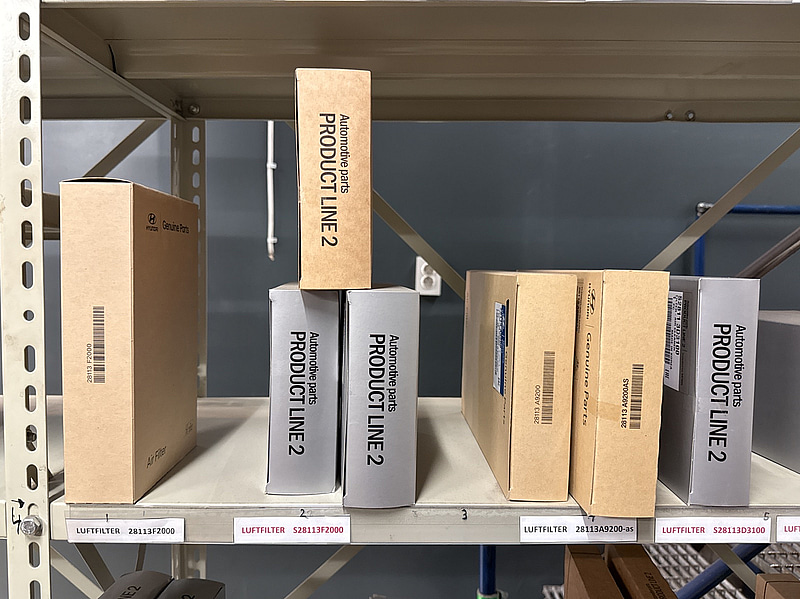 Automotive parts
PRODUCT LINE 2
HYUNDAI
Genuine Parts
28113 F2000
Air Filter
Automotive parts
PRODUCT LINE 2
Automotive parts
PRODUCT LINE 2
28113 A9200
Genuine Parts
28113 A9200AS
Automotive parts
PRODUCT LINE 2
1
2
3
4
5
LUFTFILTER 28113F2000
LUFTFILTER S28113F2000
LUFTFILTER 28113A9200-as
LUFTFILTER S28113D3100
LUFT